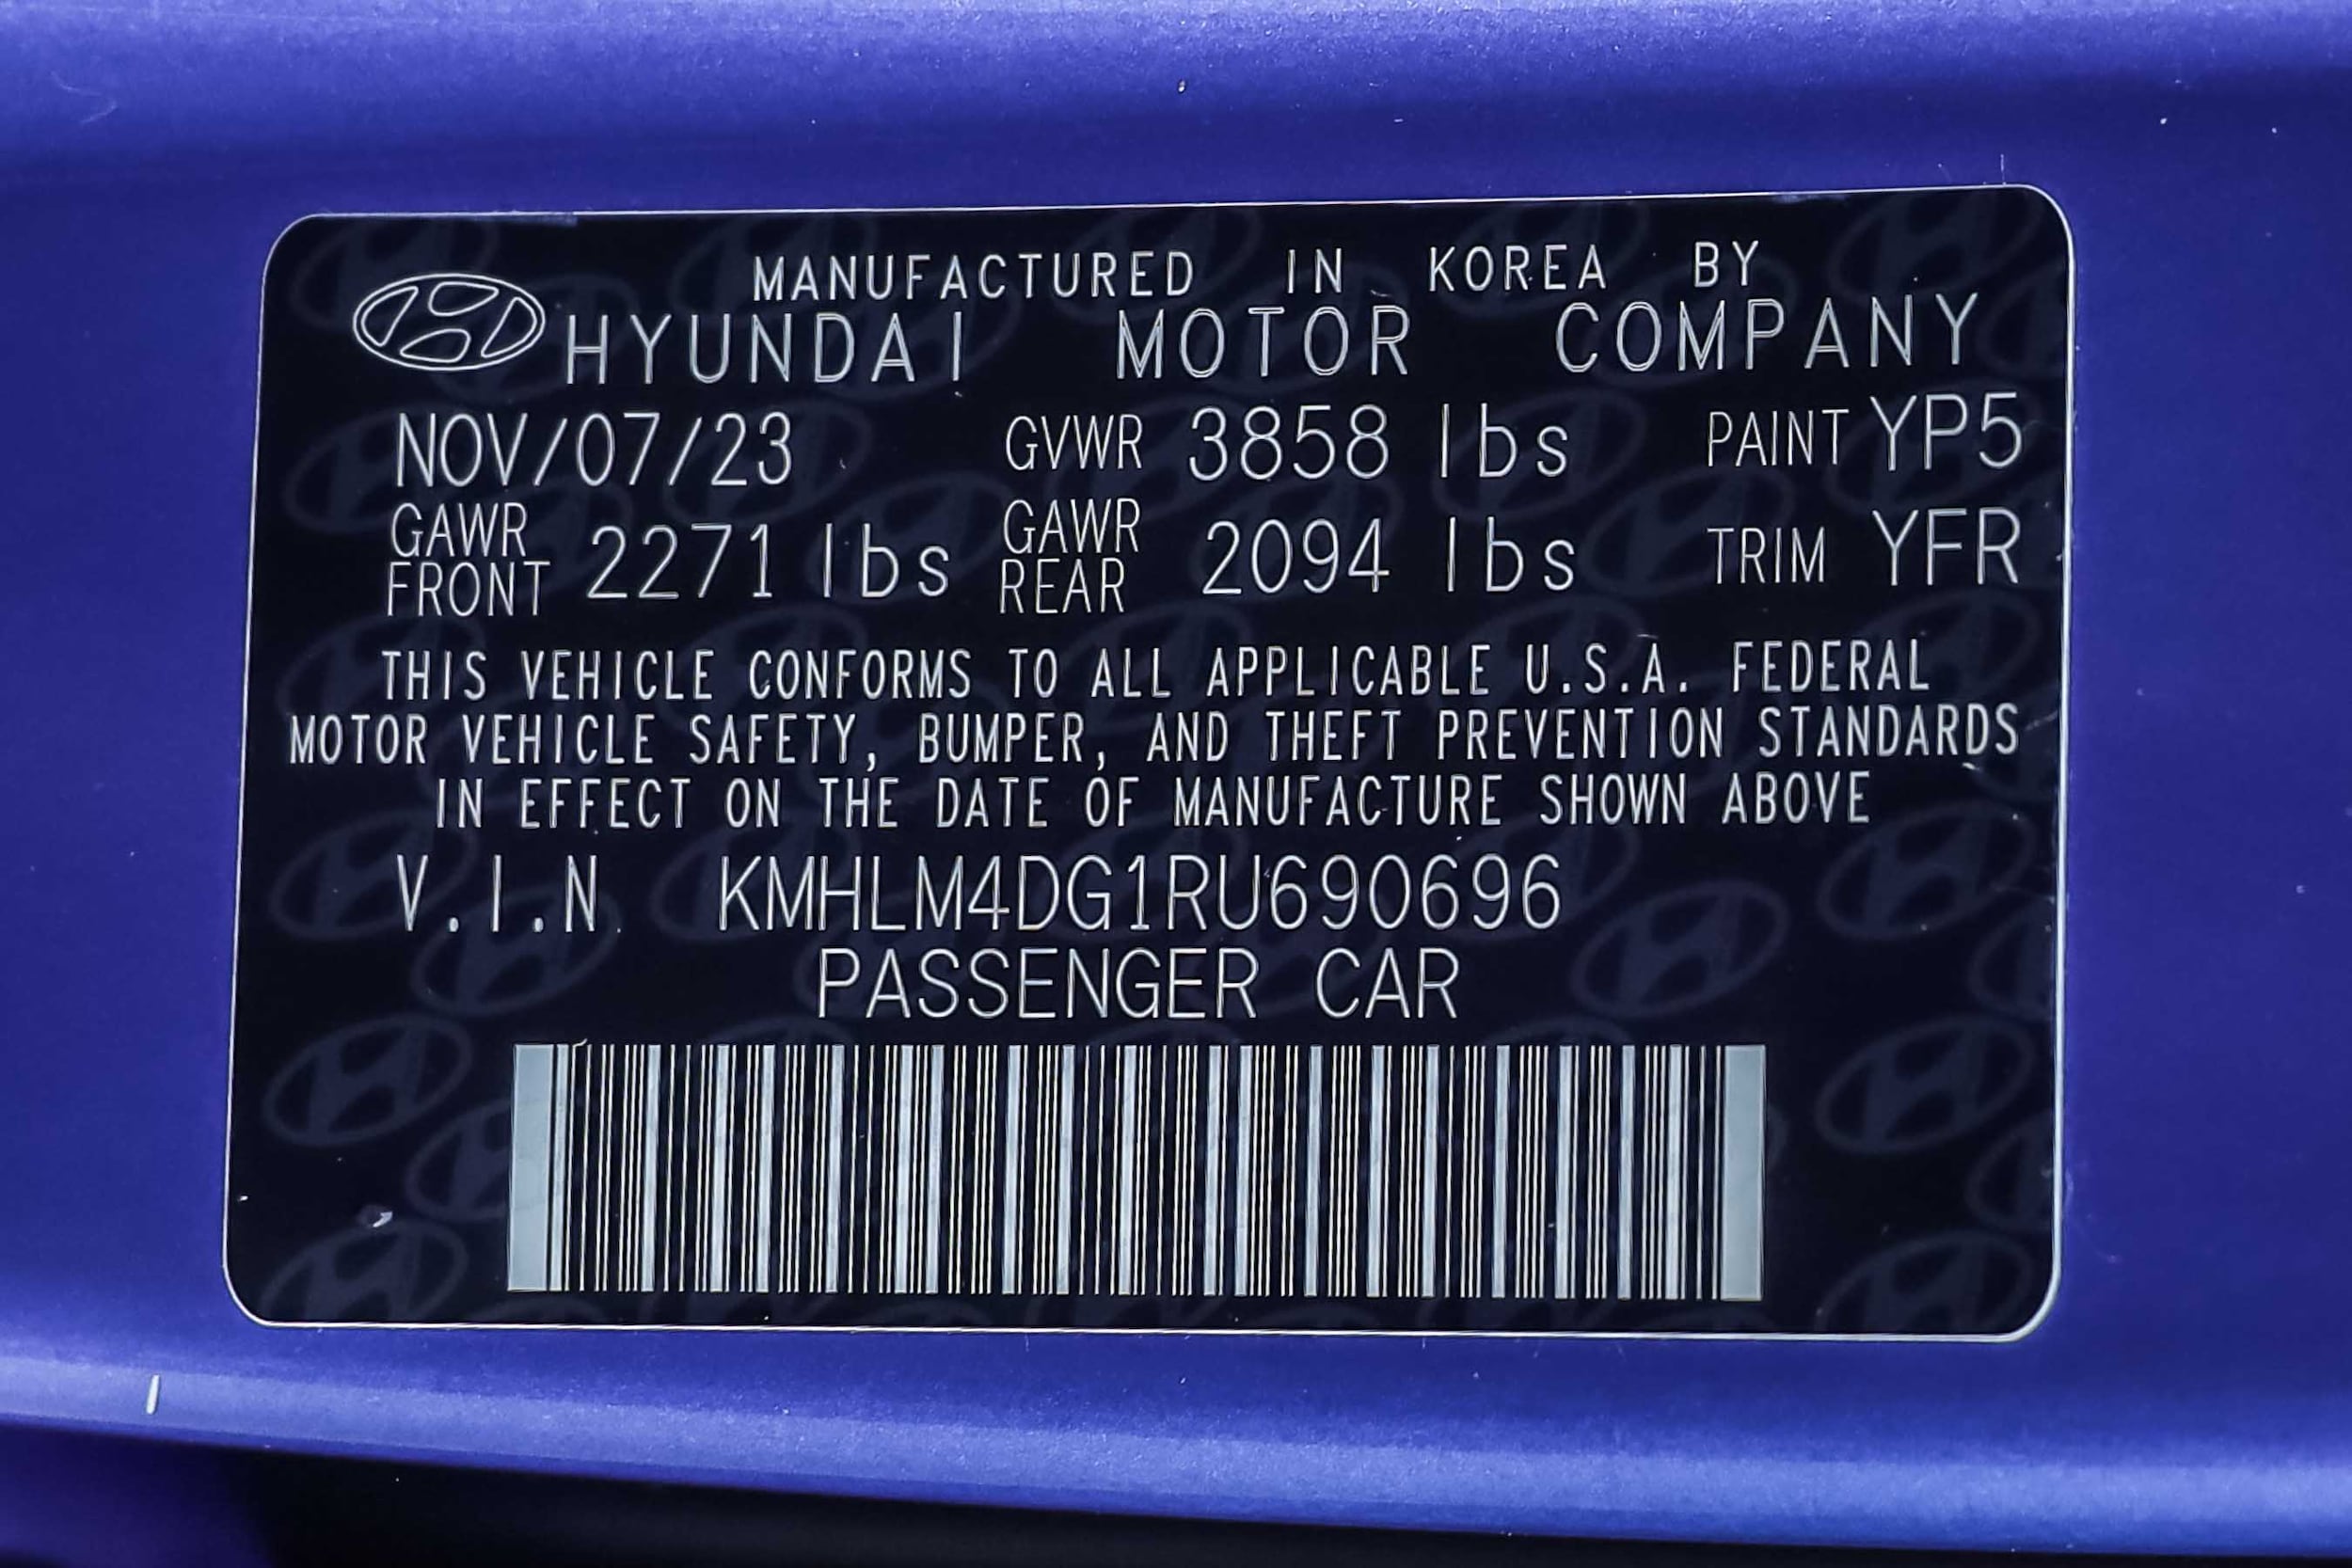 MANUFACTURED IN KOREA BY
HYUNDAI MOTOR COMPANY
NOV/07/23 GVWR 3858 lbs PAINT YP5
GAWR FRONT 2271 lbs GAWR REAR 2094 lbs TRIM YFR
THIS VEHICLE CONFORMS TO ALL APPLICABLE U.S.A. FEDERAL
MOTOR VEHICLE SAFETY, BUMPER, AND THEFT PREVENTION STANDARDS
IN EFFECT ON THE DATE OF MANUFACTURE SHOWN ABOVE
V.I.N. KMHLM4DG1RU690696
PASSENGER CAR